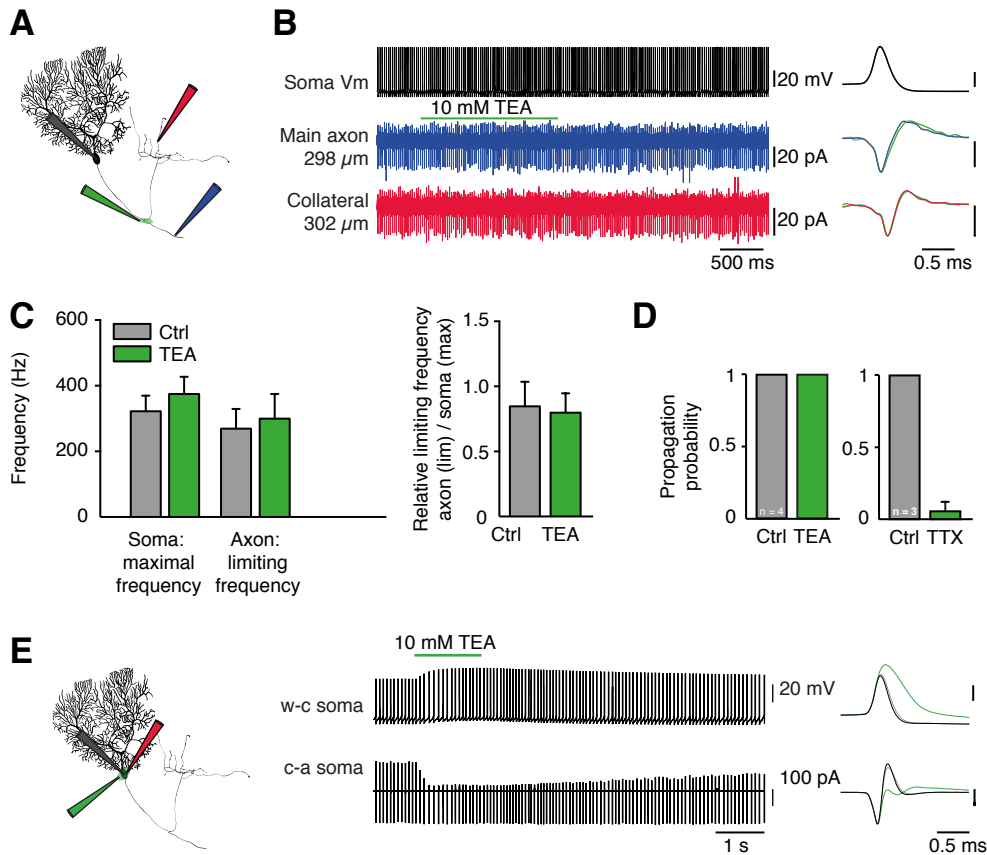 A
B
Soma Vm
20 mV
10 mM TEA
Main axon
298 µm
20 pA
Collateral
302 µm
20 pA
500 ms
0.5 ms
C
600
400
200
0
Frequency (Hz)
Ctrl
TEA
Soma:
maximal
frequency
Axon:
limiting
frequency
Relative limiting frequency
axon (lim) / soma (max)
1.5
1.0
0.5
0
Ctrl
TEA
D
Propagation
probability
1
0.5
0
n = 4
Ctrl TEA
1
0.5
0
n = 3
Ctrl TTX
E
10 mM TEA
w-c soma
20 mV
c-a soma
100 pA
1 s
0.5 ms